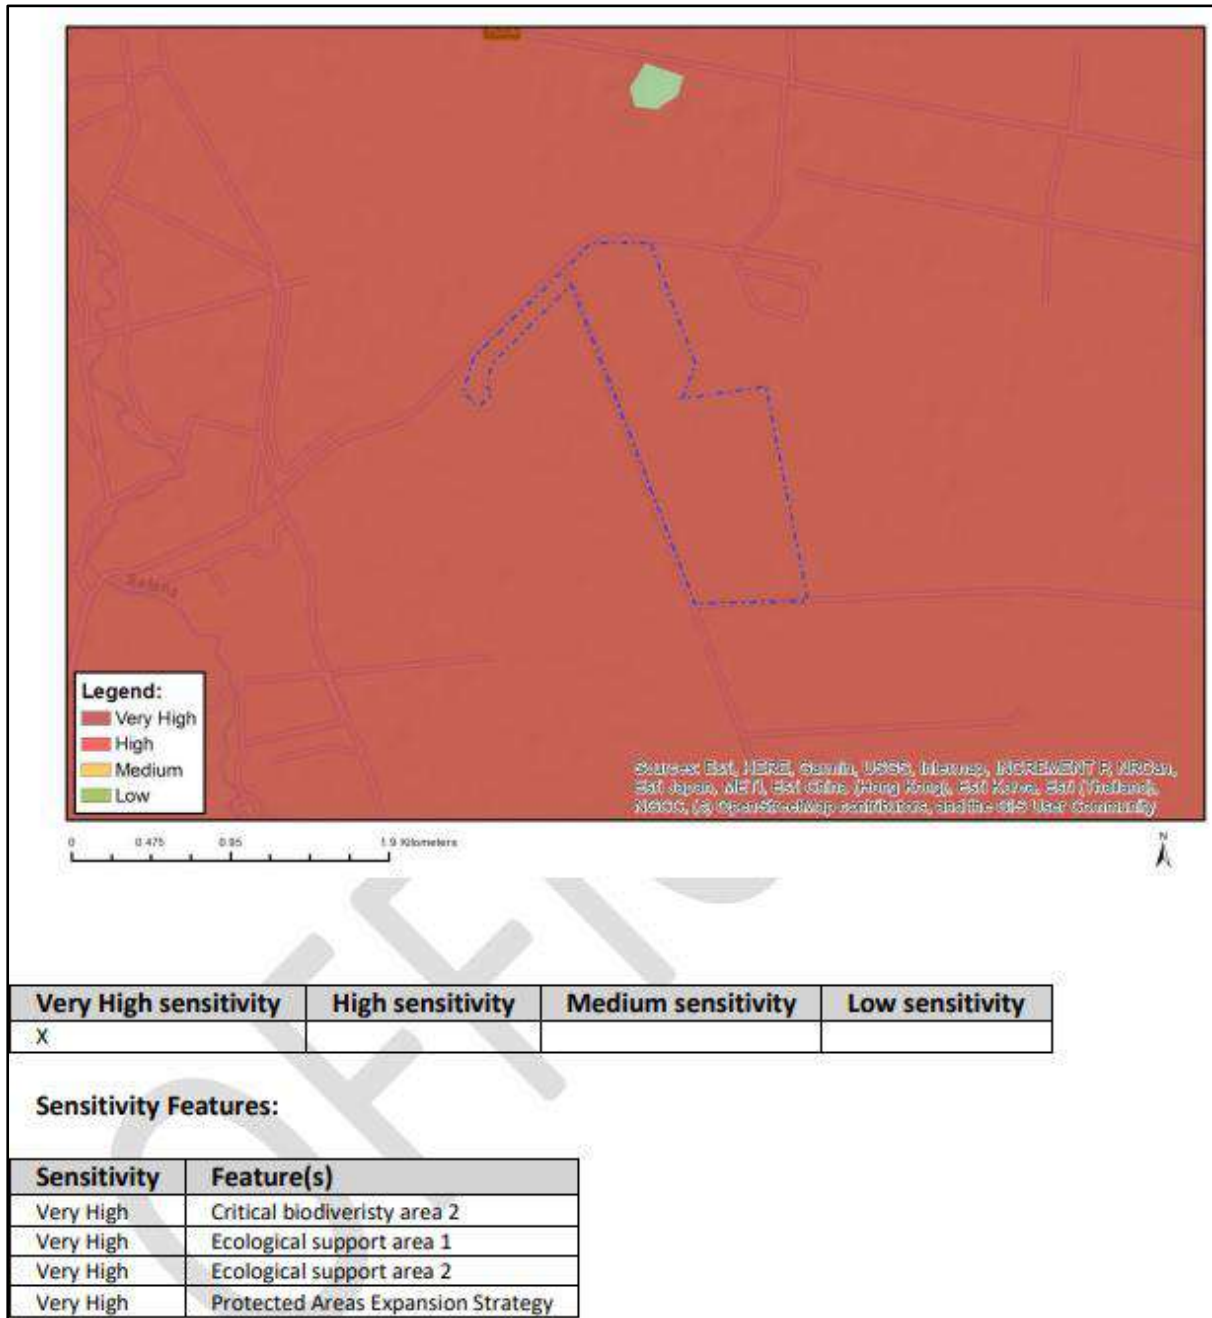 Selati
Legend:
Very High
High
Medium
Low
Sources: Esri, HERE, Garmin, USGS, Intermap, INCREMENT P, NRCan,
Esri Japan, METI, Esri China (Hong Kong), Esri Korea, Esri (Thailand),
NGCC, (c) OpenStreetMap contributors, and the GIS User Community
0 0.475 0.95 1.9 Kilometers
N
Very High sensitivity High sensitivity Medium sensitivity Low sensitivity
X
Sensitivity Features:
Sensitivity Feature(s)
Very High Critical biodiveristy area 2
Very High Ecological support area 1
Very High Ecological support area 2
Very High Protected Areas Expansion Strategy